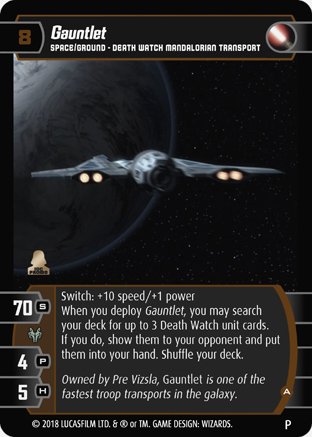 8
Gauntlet
SPACE/GROUND - DEATH WATCH MANDALORIAN TRANSPORT
70 S
Switch: +10 speed/+1 power
When you deploy Gauntlet, you may search
your deck for up to 3 Death Watch unit cards.
If you do, show them to your opponent and put
them into your hand. Shuffle your deck.
4 P
5 H
Owned by Pre Vizsla, Gauntlet is one of the
fastest troop transports in the galaxy.
A
© 2018 LUCASFILM LTD. & ® or TM. GAME DESIGN: WIZARDS.
P